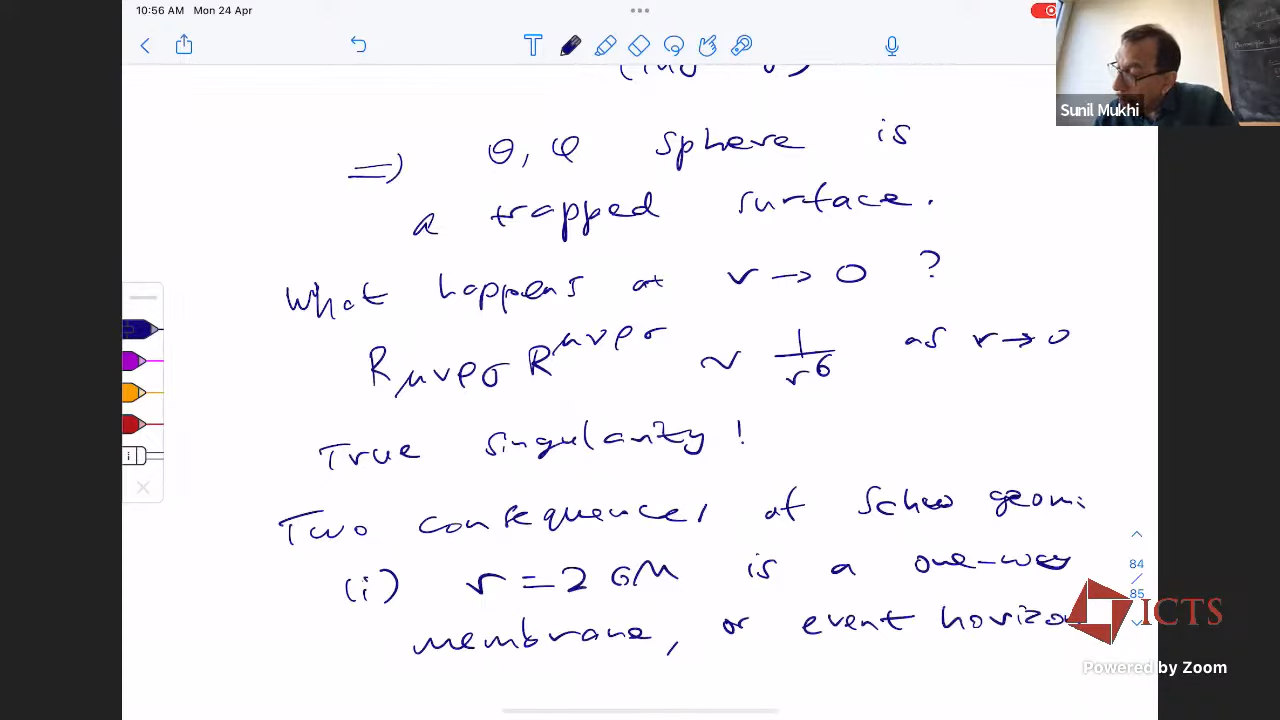 10:56 AM Mon 24 Apr
Sunil Mukhi
⇒ θ, φ sphere is
a trapped surface.
What happens at r → 0 ?
R_{μνρσ} R^{μνρσ} ~ 1/r^6 as r → 0
True singularity !
Two consequences of Schw geom:
(i) r = 2GM is a one-way
membrane, or event horizon
84
85
ICTS
Powered by Zoom